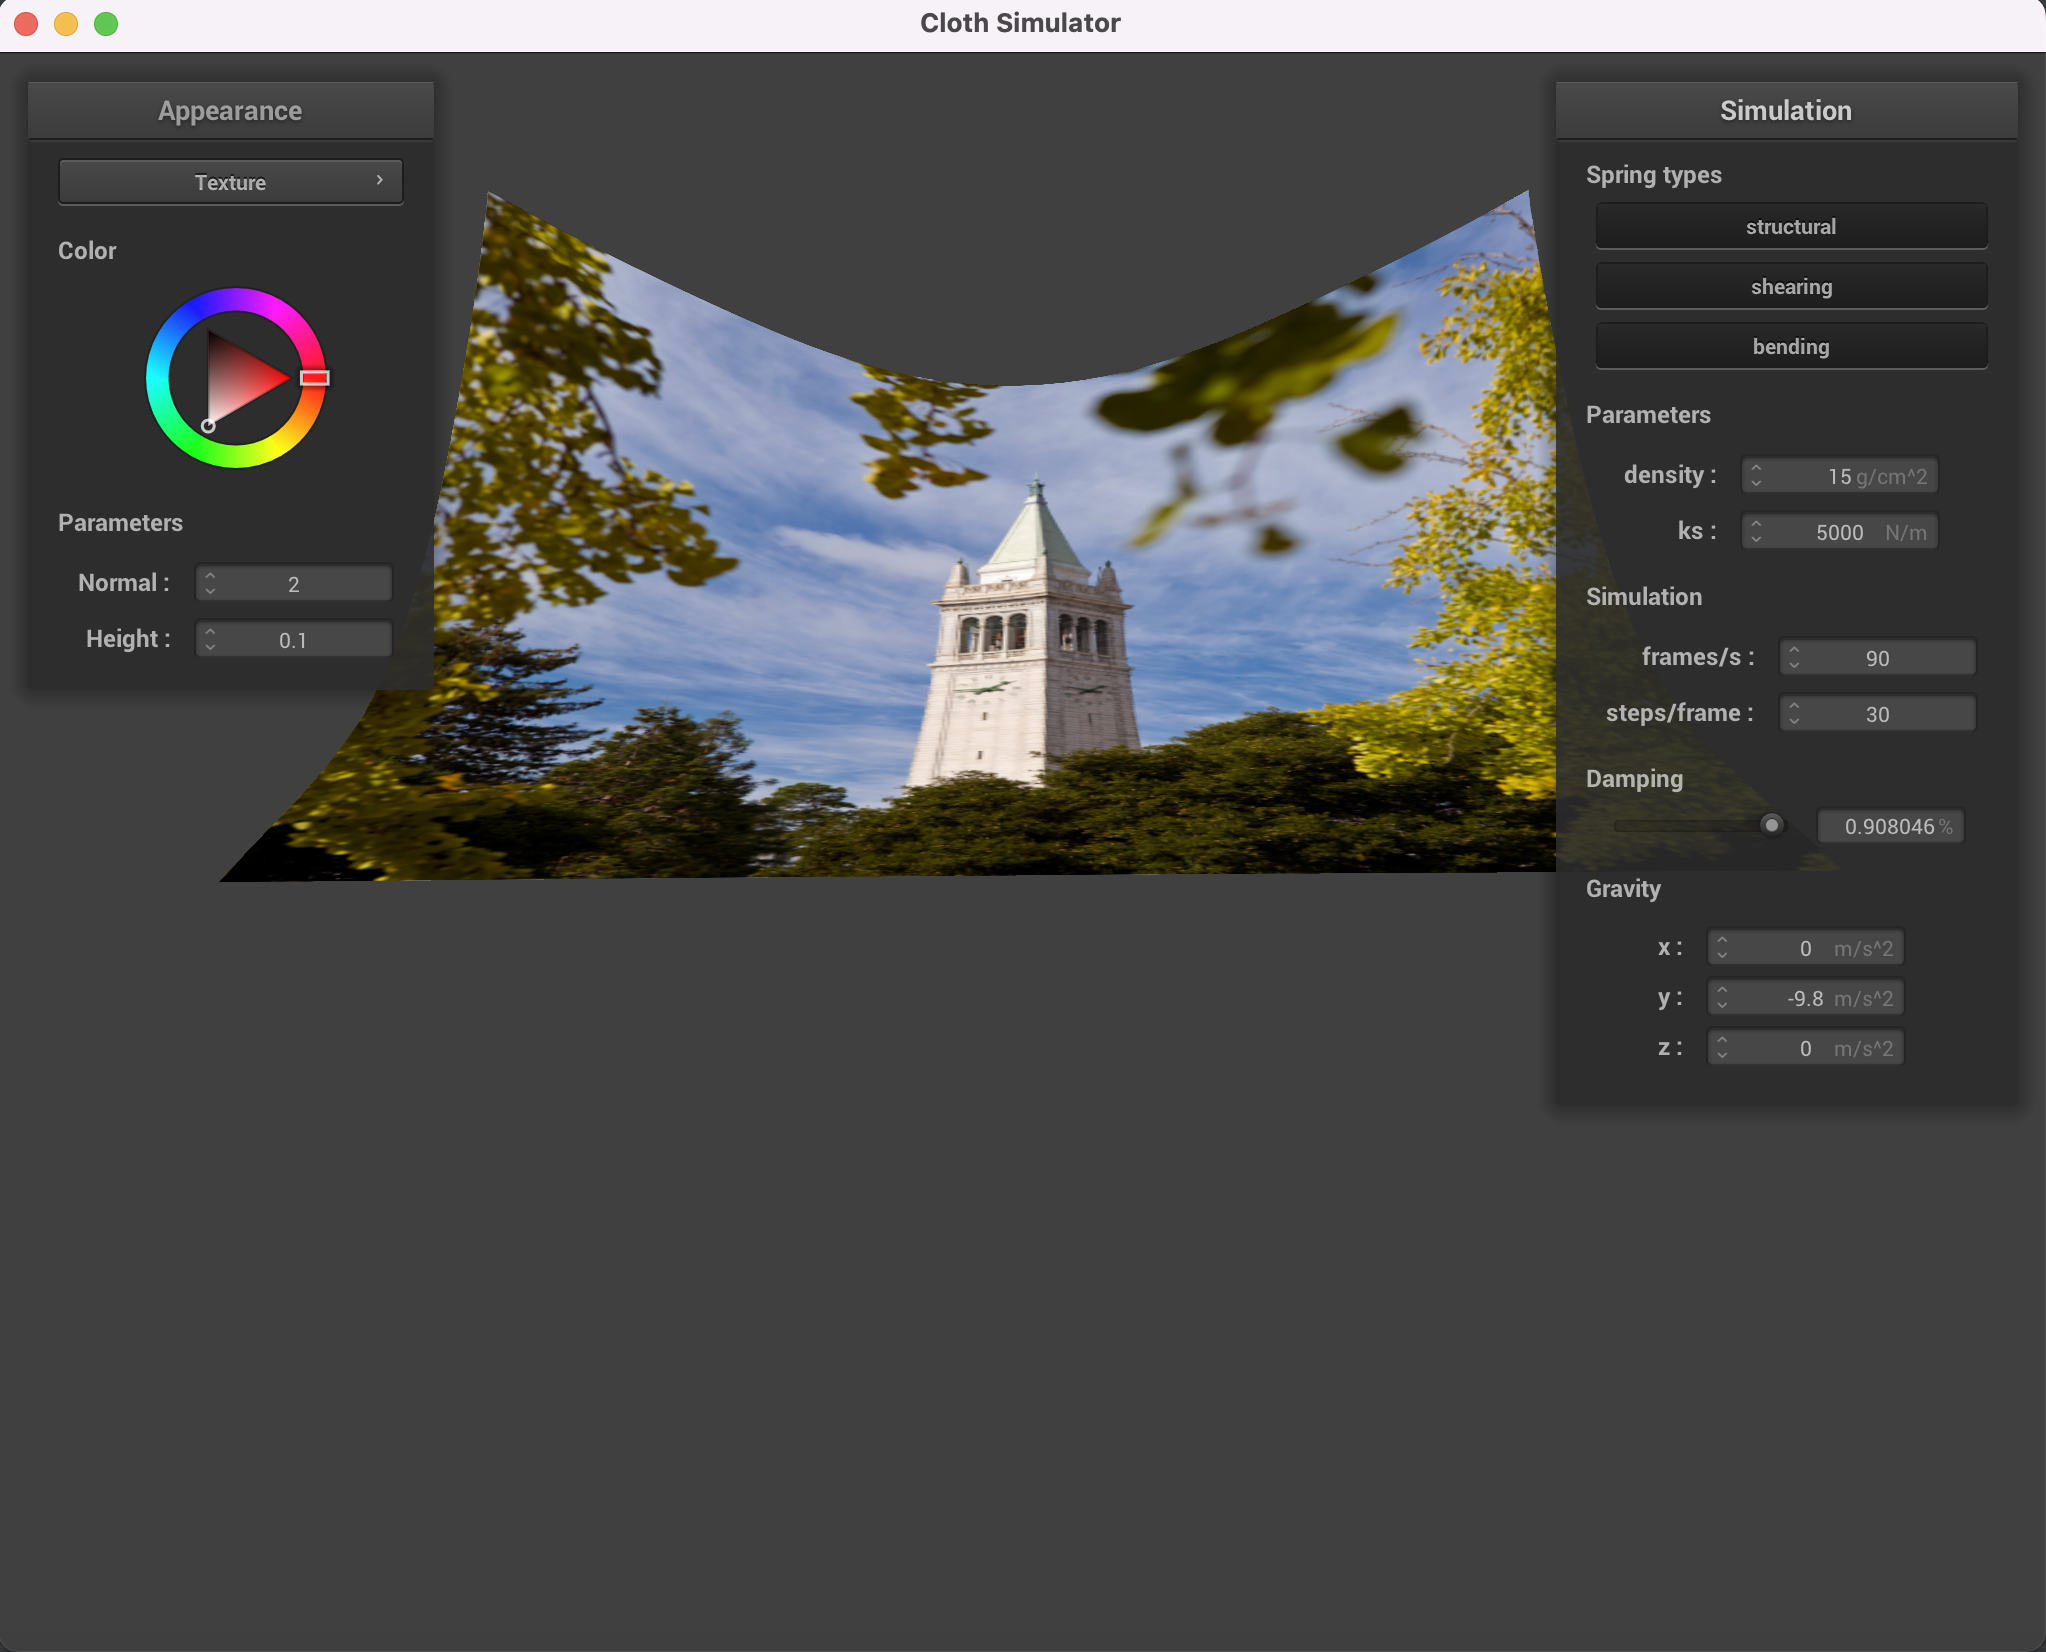 Cloth Simulator
Appearance
Texture
Color
Parameters
Normal : 2
Height : 0.1
Simulation
Spring types
structural
shearing
bending
Parameters
density : 15 g/cm^2
ks : 5000 N/m
Simulation
frames/s : 90
steps/frame : 30
Damping
0.908046 %
Gravity
x : 0 m/s^2
y : -9.8 m/s^2
z : 0 m/s^2